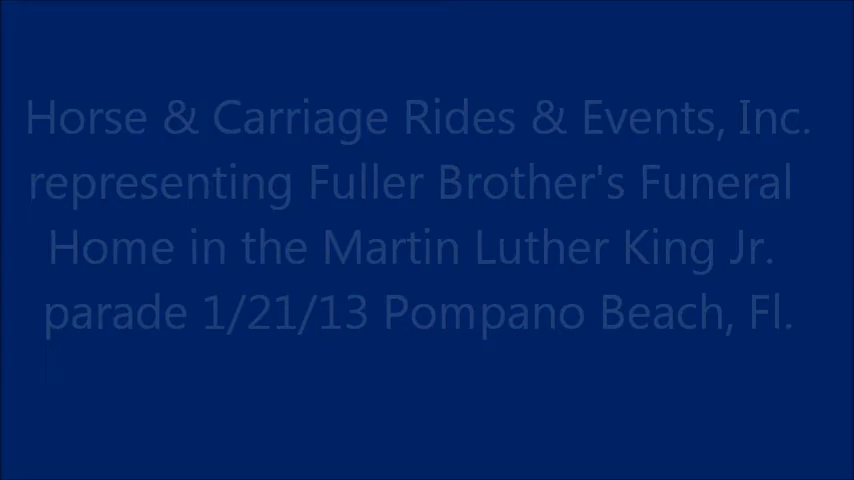 Horse & Carriage Rides & Events, Inc.
representing Fuller Brother's Funeral
Home in the Martin Luther King Jr.
parade 1/21/13 Pompano Beach, Fl.